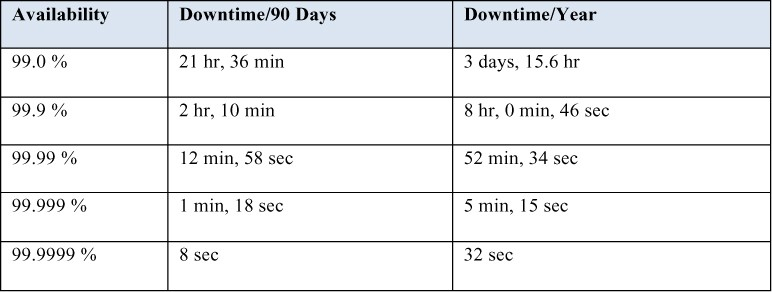 Availability Downtime/90 Days Downtime/Year
99.0 % 21 hr, 36 min 3 days, 15.6 hr
99.9 % 2 hr, 10 min 8 hr, 0 min, 46 sec
99.99 % 12 min, 58 sec 52 min, 34 sec
99.999 % 1 min, 18 sec 5 min, 15 sec
99.9999 % 8 sec 32 sec